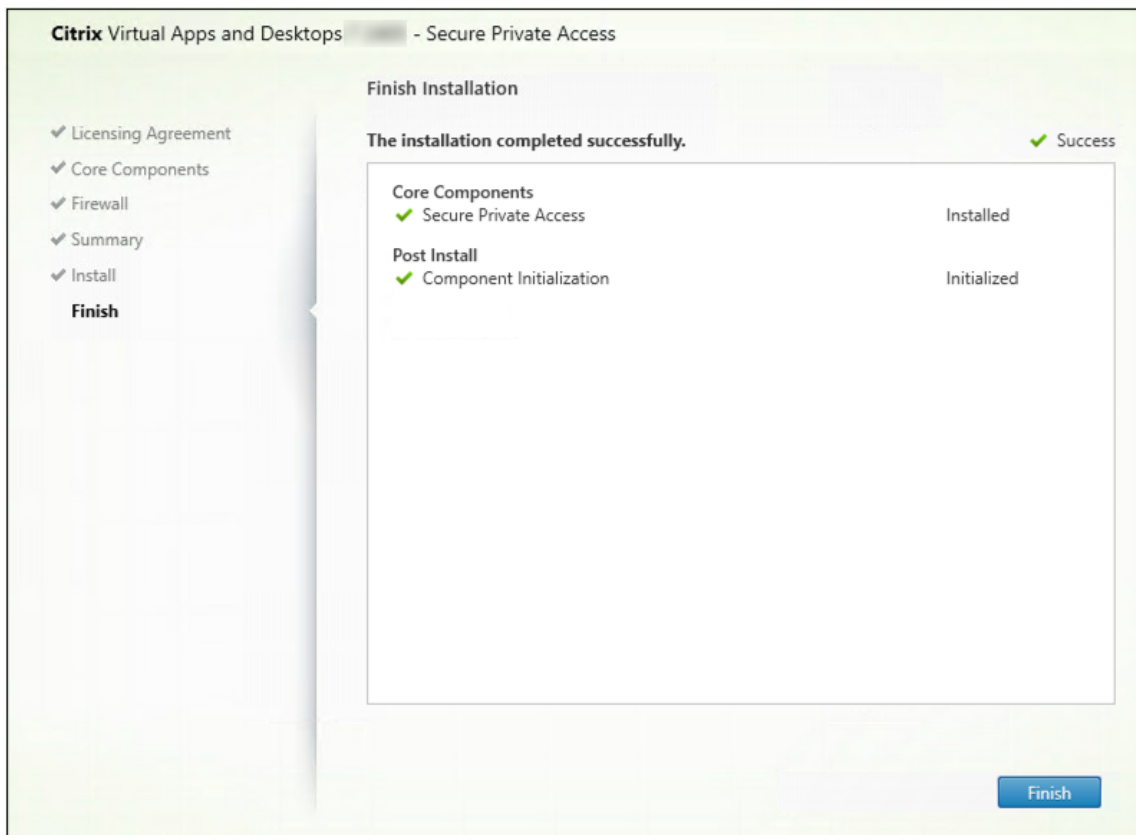 Citrix Virtual Apps and Desktops - Secure Private Access
Finish Installation
Licensing Agreement
Core Components
Firewall
Summary
Install
Finish
The installation completed successfully. Success
Core Components
Secure Private Access Installed
Post Install
Component Initialization Initialized
Finish